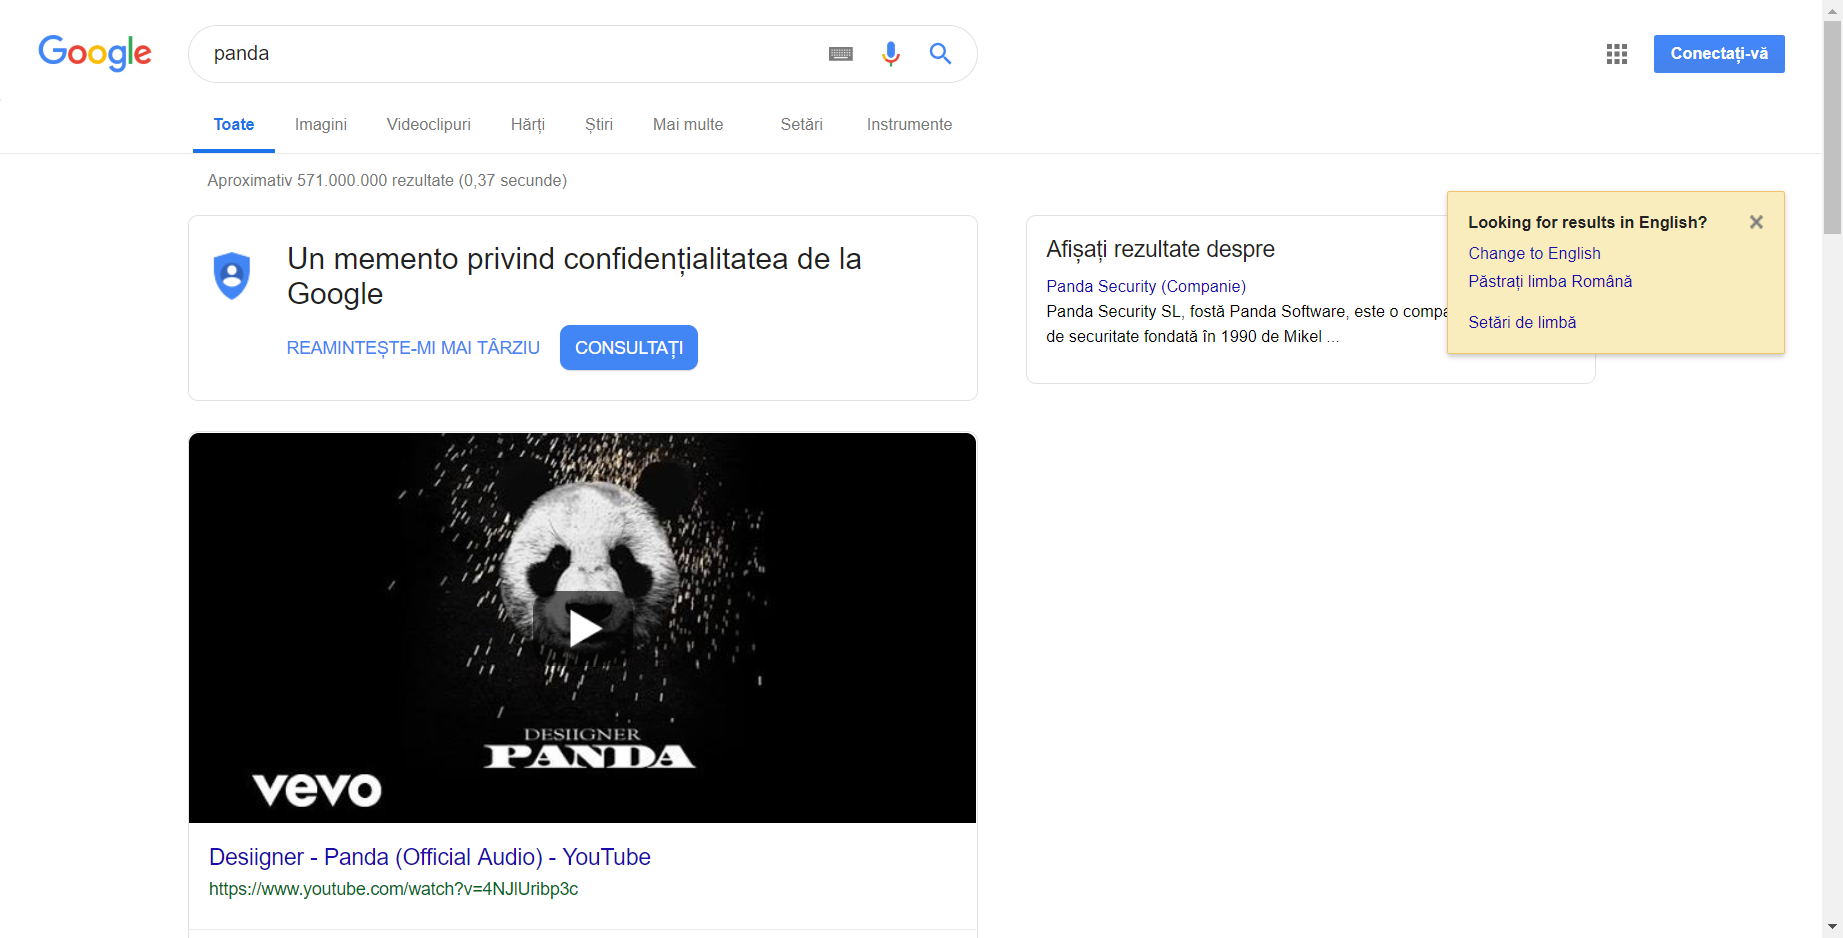 Google
panda
Conectați-vă
Toate Imagini Videoclipuri Hărți Știri Mai multe Setări Instrumente
Aproximativ 571.000.000 rezultate (0,37 secunde)
Un memento privind confidențialitatea de la
Google
REAMINTEȘTE-MI MAI TÂRZIU CONSULTAȚI
Afișați rezultate despre
Panda Security (Companie)
Panda Security SL, fostă Panda Software, este o compa
de securitate fondată în 1990 de Mikel ...
Looking for results in English?
Change to English
Păstrați limba Română
Setări de limbă
DESIIGNER
PANDA
vevo
Desiigner - Panda (Official Audio) - YouTube
https://www.youtube.com/watch?v=4NJlUribp3c